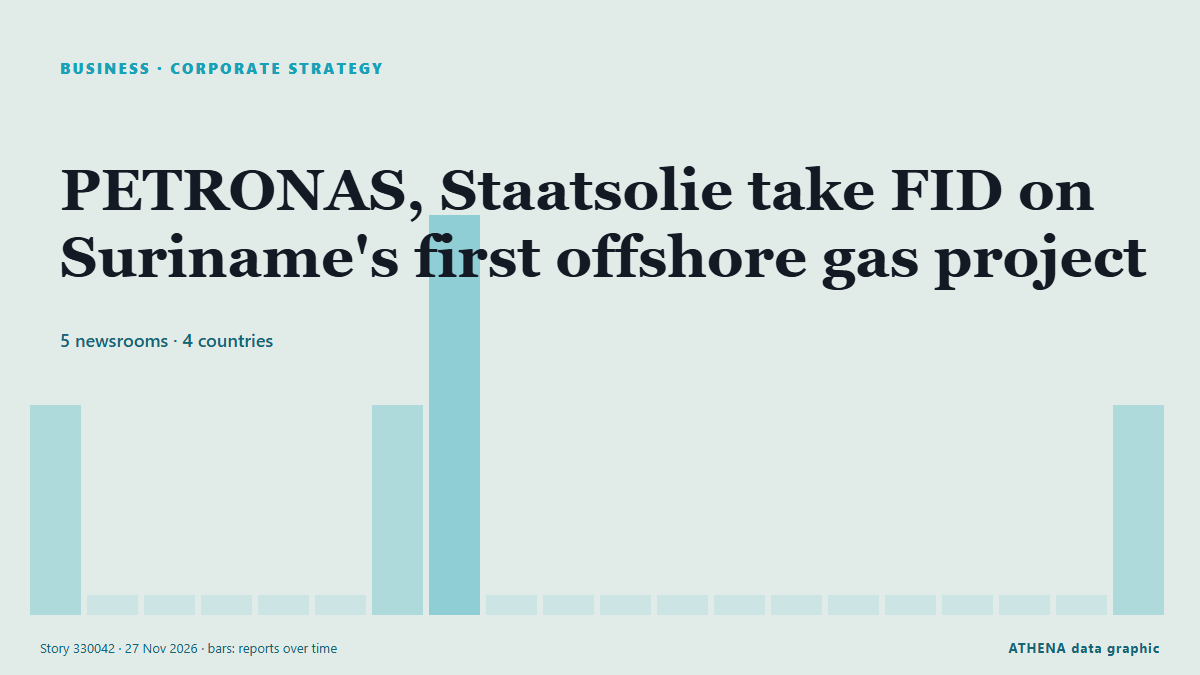 BUSINESS · CORPORATE STRATEGY
PETRONAS, Staatsolie take FID on
Suriname's first offshore gas project
5 newsrooms · 4 countries
Story 330042 · 27 Nov 2026 · bars: reports over time
ATHENA data graphic